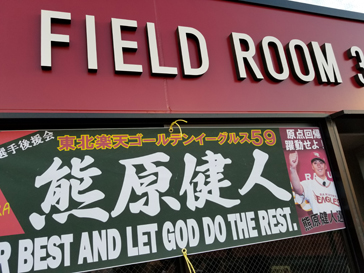 FIELD ROOM 3
選手後援会
東北楽天ゴールデンイーグルス59
熊原健人
原点回帰
躍動せよ
EAGLES
熊原健人選
R BEST AND LET GOD DO THE REST.